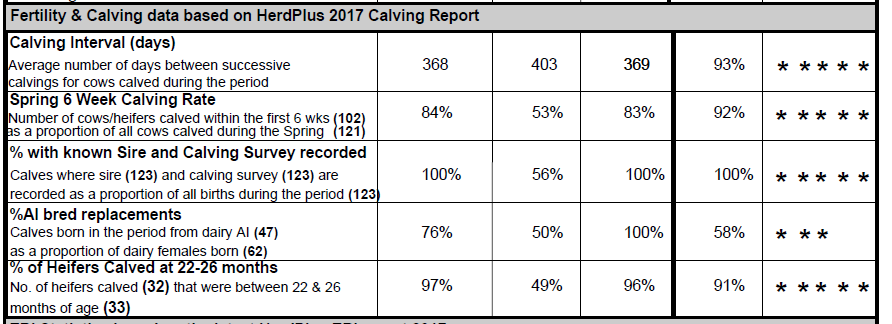 Fertility & Calving data based on HerdPlus 2017 Calving Report
Calving Interval (days)
Average number of days between successive
calvings for cows calved during the period
368 403 369 93% * * * * *
Spring 6 Week Calving Rate
Number of cows/heifers calved within the first 6 wks (102)
as a proportion of all cows calved during the Spring (121)
84% 53% 83% 92% * * * * *
% with known Sire and Calving Survey recorded
Calves where sire (123) and calving survey (123) are
recorded as a proportion of all births during the period (123)
100% 56% 100% 100% * * * * *
%AI bred replacements
Calves born in the period from dairy AI (47)
as a proportion of dairy females born (62)
76% 50% 100% 58% * * *
% of Heifers Calved at 22-26 months
No. of heifers calved (32) that were between 22 & 26
months of age (33)
97% 49% 96% 91% * * * * *